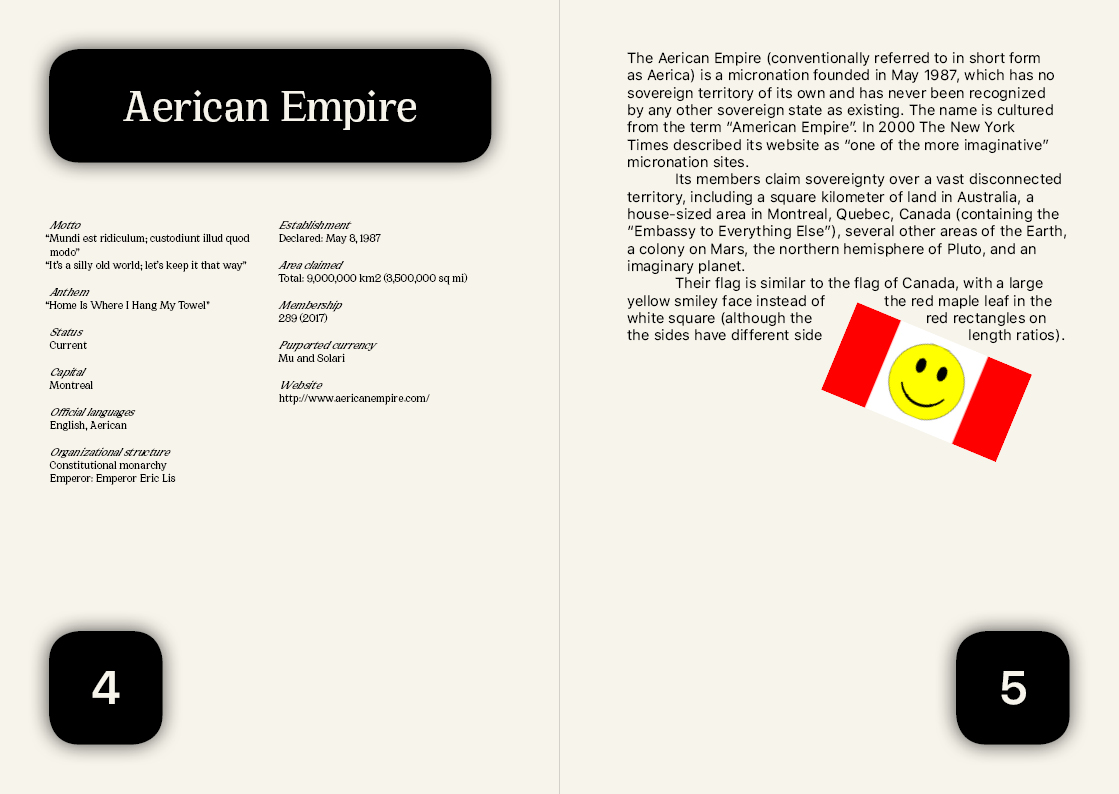 Aerican Empire
Motto
“Mundi est ridiculum; custodiunt illud quod
modo”
“It’s a silly old world; let’s keep it that way”
Anthem
“Home Is Where I Hang My Towel”
Status
Current
Capital
Montreal
Official languages
English, Aerican
Organizational structure
Constitutional monarchy
Emperor: Emperor Eric Lis
Establishment
Declared: May 8, 1987
Area claimed
Total: 9,000,000 km2 (3,500,000 sq mi)
Membership
289 (2017)
Purported currency
Mu and Solari
Website
http://www.aericanempire.com/
4
The Aerican Empire (conventionally referred to in short form
as Aerica) is a micronation founded in May 1987, which has no
sovereign territory of its own and has never been recognized
by any other sovereign state as existing. The name is cultured
from the term “American Empire”. In 2000 The New York
Times described its website as “one of the more imaginative”
micronation sites.
Its members claim sovereignty over a vast disconnected
territory, including a square kilometer of land in Australia, a
house-sized area in Montreal, Quebec, Canada (containing the
“Embassy to Everything Else”), several other areas of the Earth,
a colony on Mars, the northern hemisphere of Pluto, and an
imaginary planet.
Their flag is similar to the flag of Canada, with a large
yellow smiley face instead of the red maple leaf in the
white square (although the red rectangles on
the sides have different side length ratios).
5